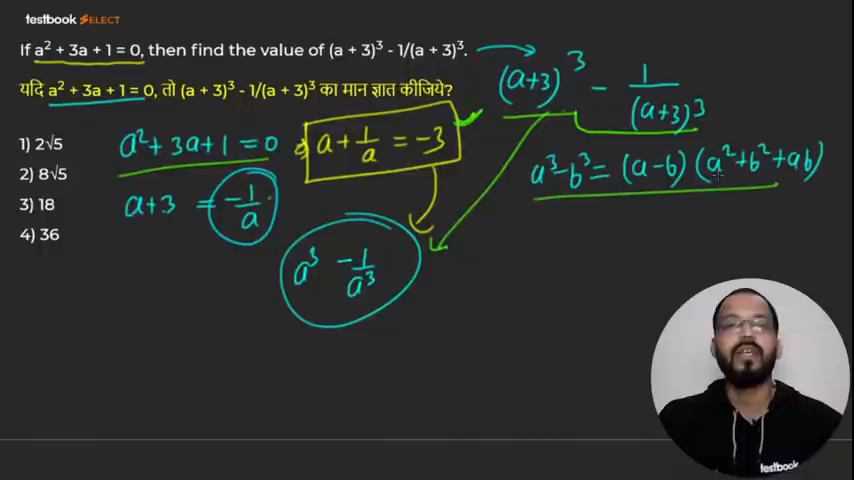 testbook SELECT
If a² + 3a + 1 = 0, then find the value of (a + 3)³ - 1/(a + 3)³.
यदि a² + 3a + 1 = 0, तो (a + 3)³ - 1/(a + 3)³ का मान ज्ञात कीजिये?
(a+3)³ - 1/(a+3)³
1) 2√5
2) 8√5
3) 18
4) 36
a² + 3a + 1 = 0
a + 1/a = -3
a+3 = -1/a
a³ - b³ = (a-b) (a² + b² + ab)
a³ - 1/a³
testbook